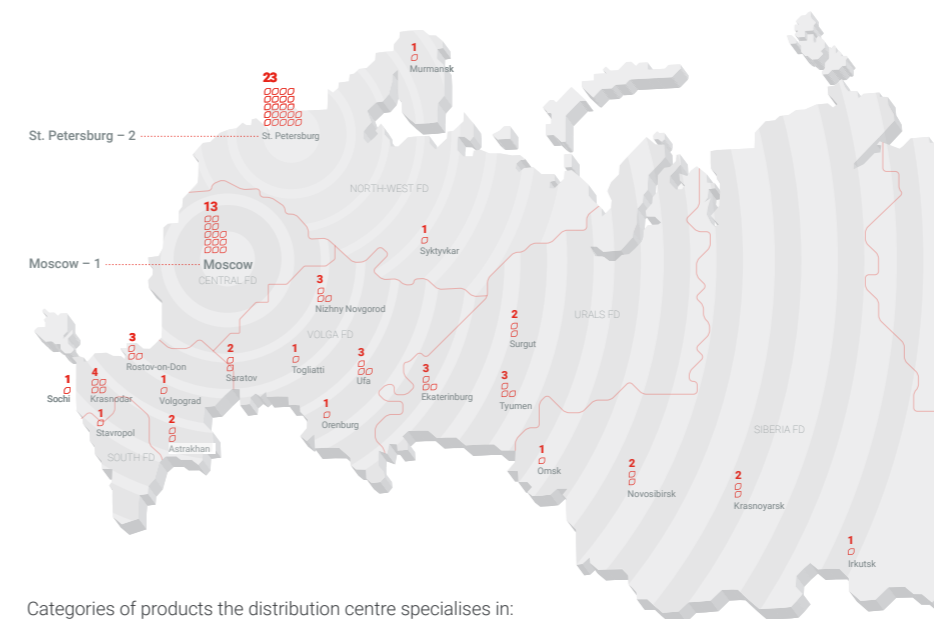 1
Murmansk
23
St. Petersburg – 2
St. Petersburg
NORTH-WEST FD
13
1
Syktyvkar
Moscow – 1
Moscow
CENTRAL FD
3
Nizhny Novgorod
2
Surgut
URALS FD
VOLGA FD
3
Rostov-on-Don
2
Saratov
1
Togliatti
3
Ufa
3
Ekaterinburg
3
Tyumen
1
Sochi
4
Krasnodar
1
Volgograd
1
Stavropol
2
Astrakhan
1
Orenburg
SOUTH FD
SIBERIA FD
1
Omsk
2
Novosibirsk
2
Krasnoyarsk
1
Irkutsk
Categories of products the distribution centre specialises in: